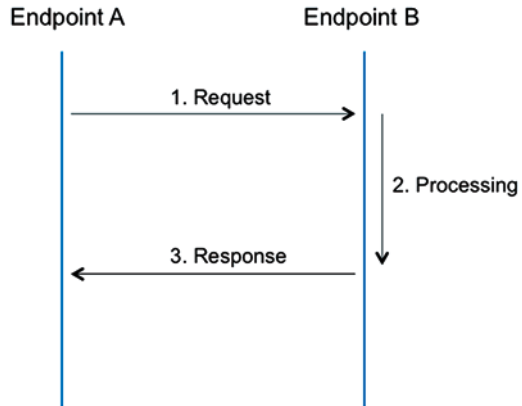 Endpoint A
Endpoint B
1. Request
2. Processing
3. Response